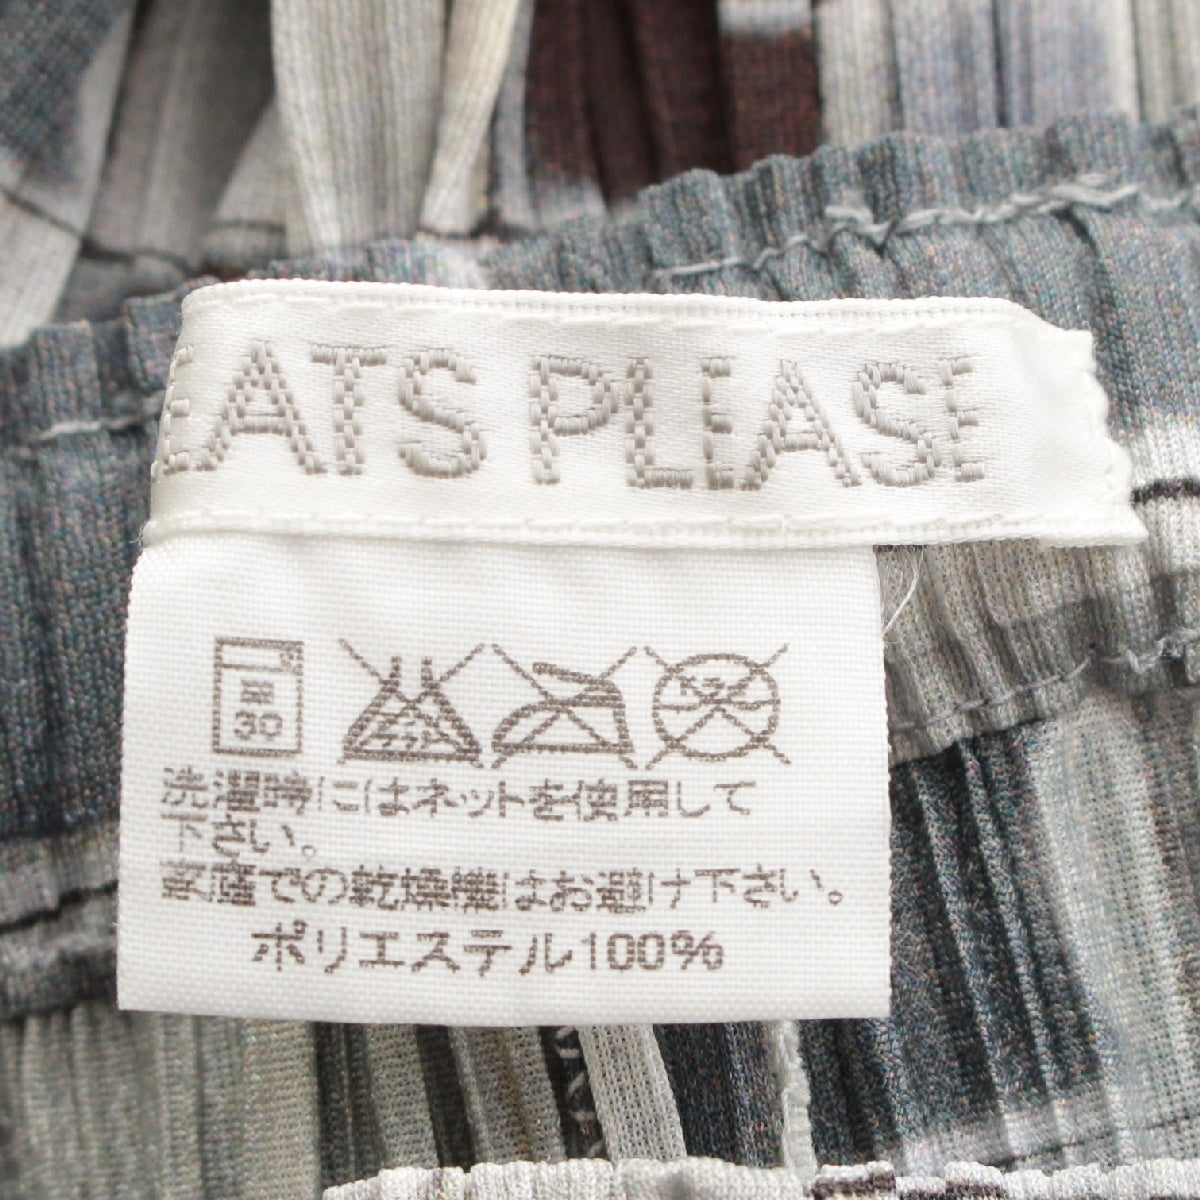 EATS PLEASE
30
洗濯時にはネットを使用して
下さい。
高温での乾燥機はお避け下さい。
ポリエステル100%